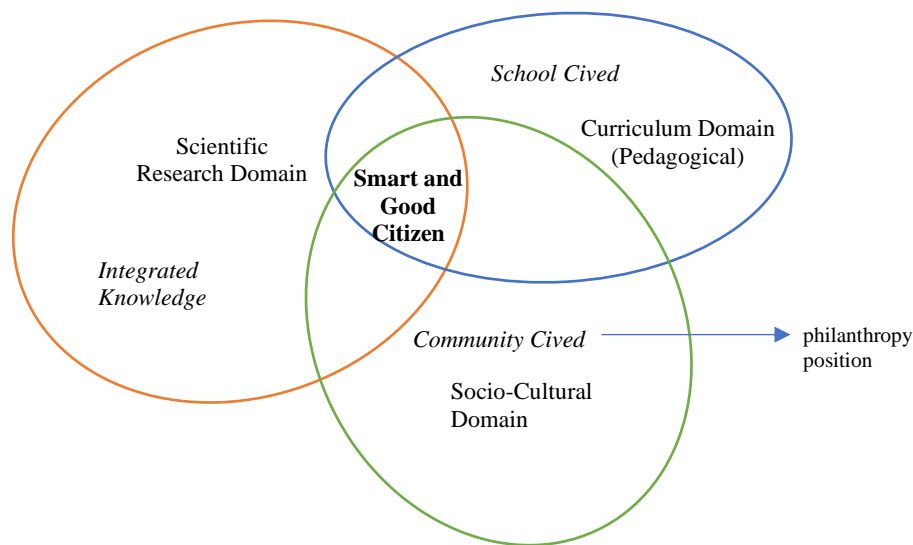 School Cived
Curriculum Domain
(Pedagogical)
Scientific
Research Domain
Smart and
Good
Citizen
Integrated
Knowledge
Community Cived
philanthropy
position
Socio-Cultural
Domain